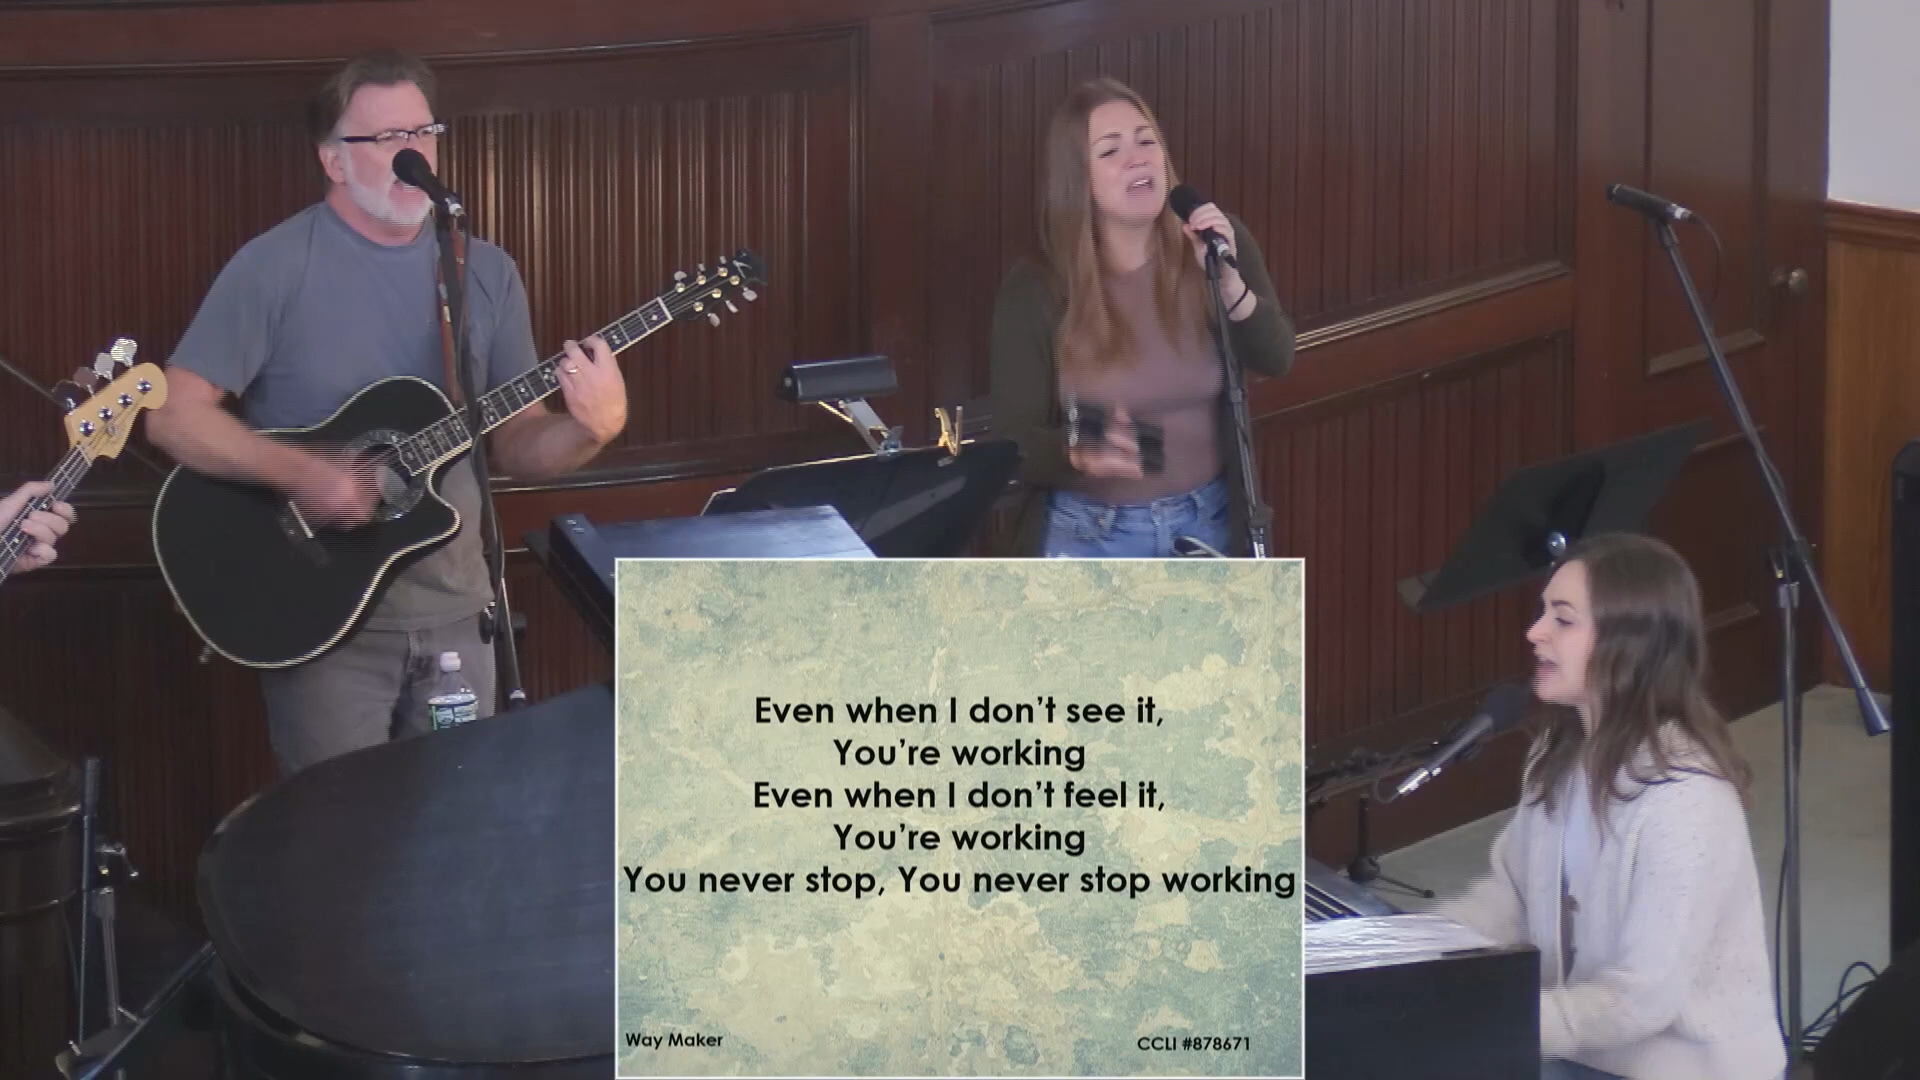 Even when I don't see it,
You're working
Even when I don't feel it,
You're working
You never stop, You never stop working
Way Maker
CCLI #878671